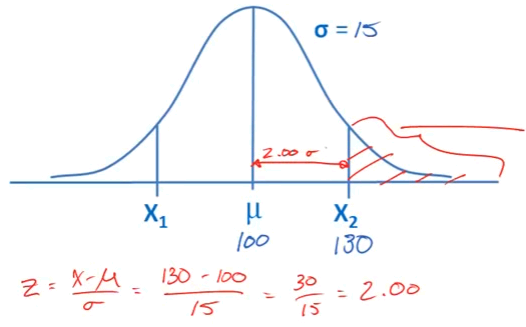 σ = 15
2.00 σ
X₁ μ X₂
100 130
Z = X-μ/σ = 130-100/15 = 30/15 = 2.00